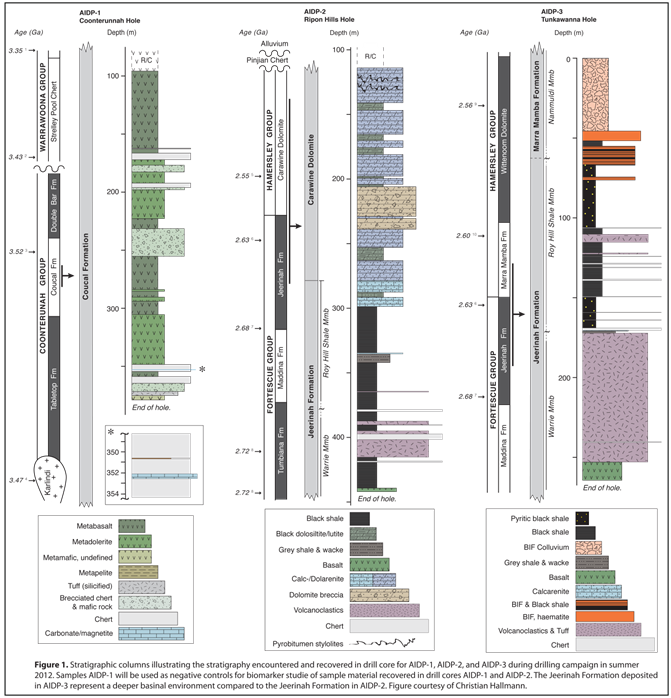 AIDP-1
Coonterunnah Hole
Age (Ga)
Depth (m)
3.35
3.43
3.52
3.47
WARRAWOONA GROUP
Strelley Pool Chert
COONTERUNAH GROUP
Double Bar Fm
Coucal Fm
Tabletop Fm
Karlindi
Coucal Formation
R/C
100
200
300
*
End of hole.
*
350
352
354
Metabasalt
Metadolerite
Metamafic, undefined
Metapelite
Tuff (silicified)
Brecciated chert
& mafic rock
Chert
Carbonate/magnetite
AIDP-2
Ripon Hills Hole
Age (Ga)
Depth (m)
Alluvium
Pinjian Chert
2.55
2.63
2.68
2.72
2.72
HAMERSLEY GROUP
Carawine Dolomite
FORTESCUE GROUP
Jeerinah Fm
Maddina Fm
Tumbiana Fm
Carawine Dolomite
Jeerinah Formation
Roy Hill Shale Mmb
Warrie Mmb
100
R/C
200
300
400
End of hole.
Black shale
Black dolosiltite/lutite
Grey shale & wacke
Basalt
Calc-/Dolarenite
Dolomite breccia
Volcanoclastics
Chert
Pyrobitumen stylolites
AIDP-3
Tunkawanna Hole
Age (Ga)
Depth (m)
2.56
2.60
2.63
2.68
HAMERSLEY GROUP
Wittenoom Dolomite
Marra Mamba Fm
FORTESCUE GROUP
Jeerinah Fm
Maddina Fm
Marra Mamba Formation
Jeerinah Formation
Nammuldi Mmb
Roy Hill Shale Mmb
Warrie Mmb
0
100
200
End of hole.
Pyritic black shale
Black shale
BIF Colluvium
Grey shale & wacke
Basalt
Calcarenite
BIF & Black shale
BIF, haematite
Volcanoclastics & Tuff
Chert
Figure 1. Stratigraphic columns illustrating the stratigraphy encountered and recovered in drill core for AIDP-1, AIDP-2, and AIDP-3 during drilling campaign in summer
2012. Samples AIDP-1 will be used as negative controls for biomarker studie of sample material recovered in drill cores AIDP-1 and AIDP-2. The Jeerinah Formation deposited
in AIDP-3 represent a deeper basinal environment compared to the Jeerinah Formation in AIDP-2. Figure courtesy of Christian Hallmann.